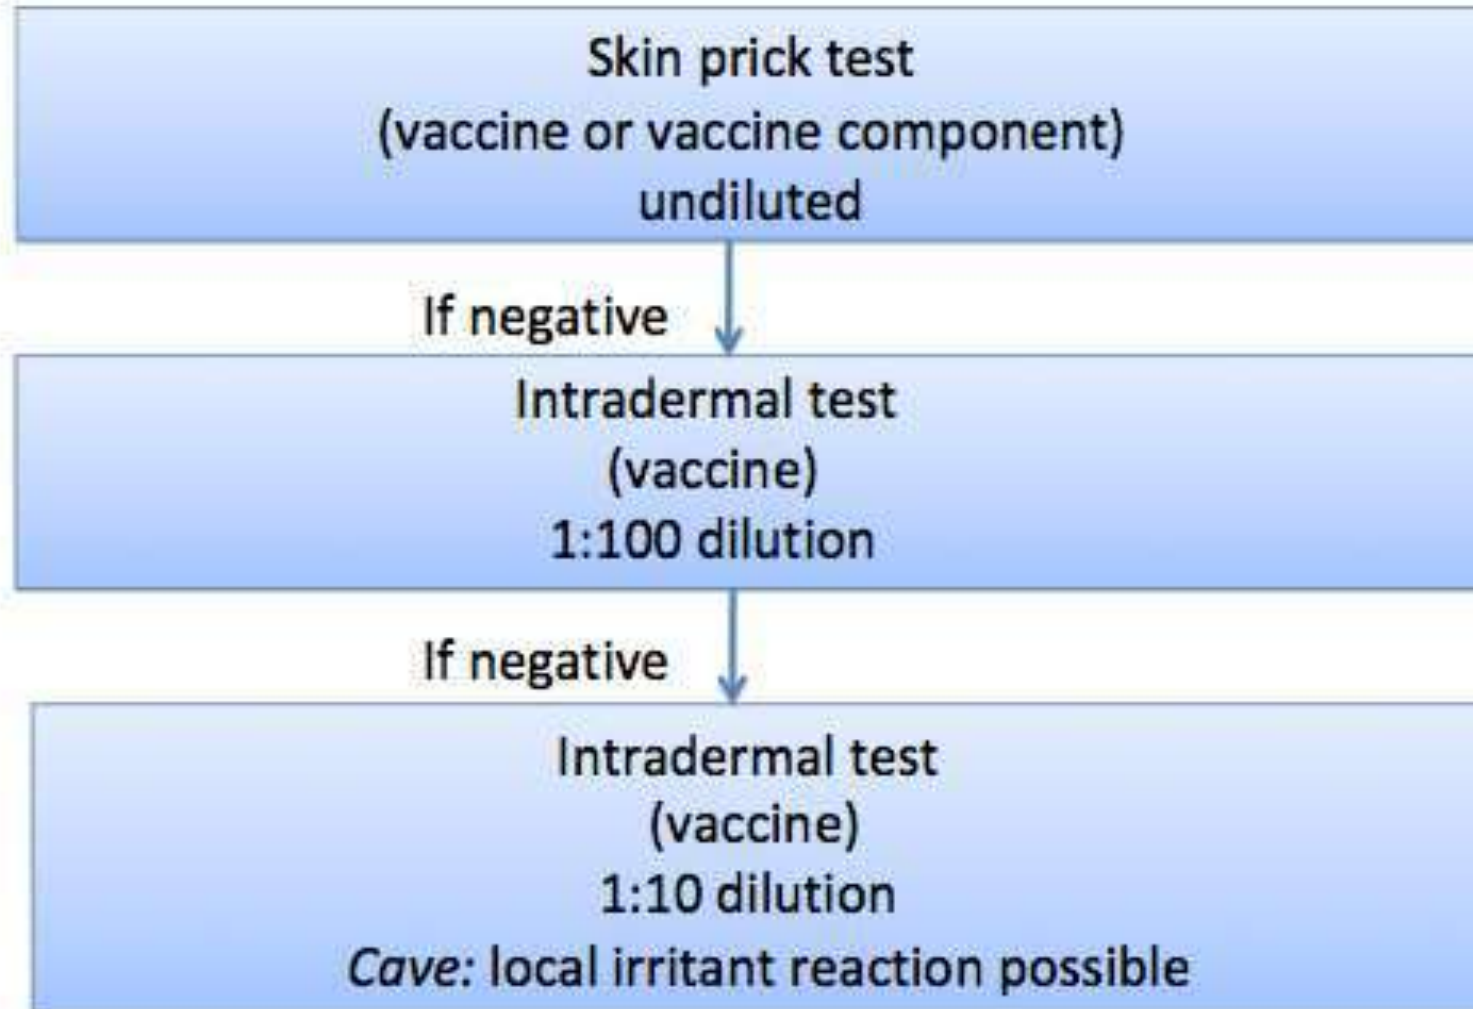 Skin prick test
(vaccine or vaccine component)
undiluted
If negative
Intradermal test
(vaccine)
1:100 dilution
If negative
Intradermal test
(vaccine)
1:10 dilution
Cave: local irritant reaction possible